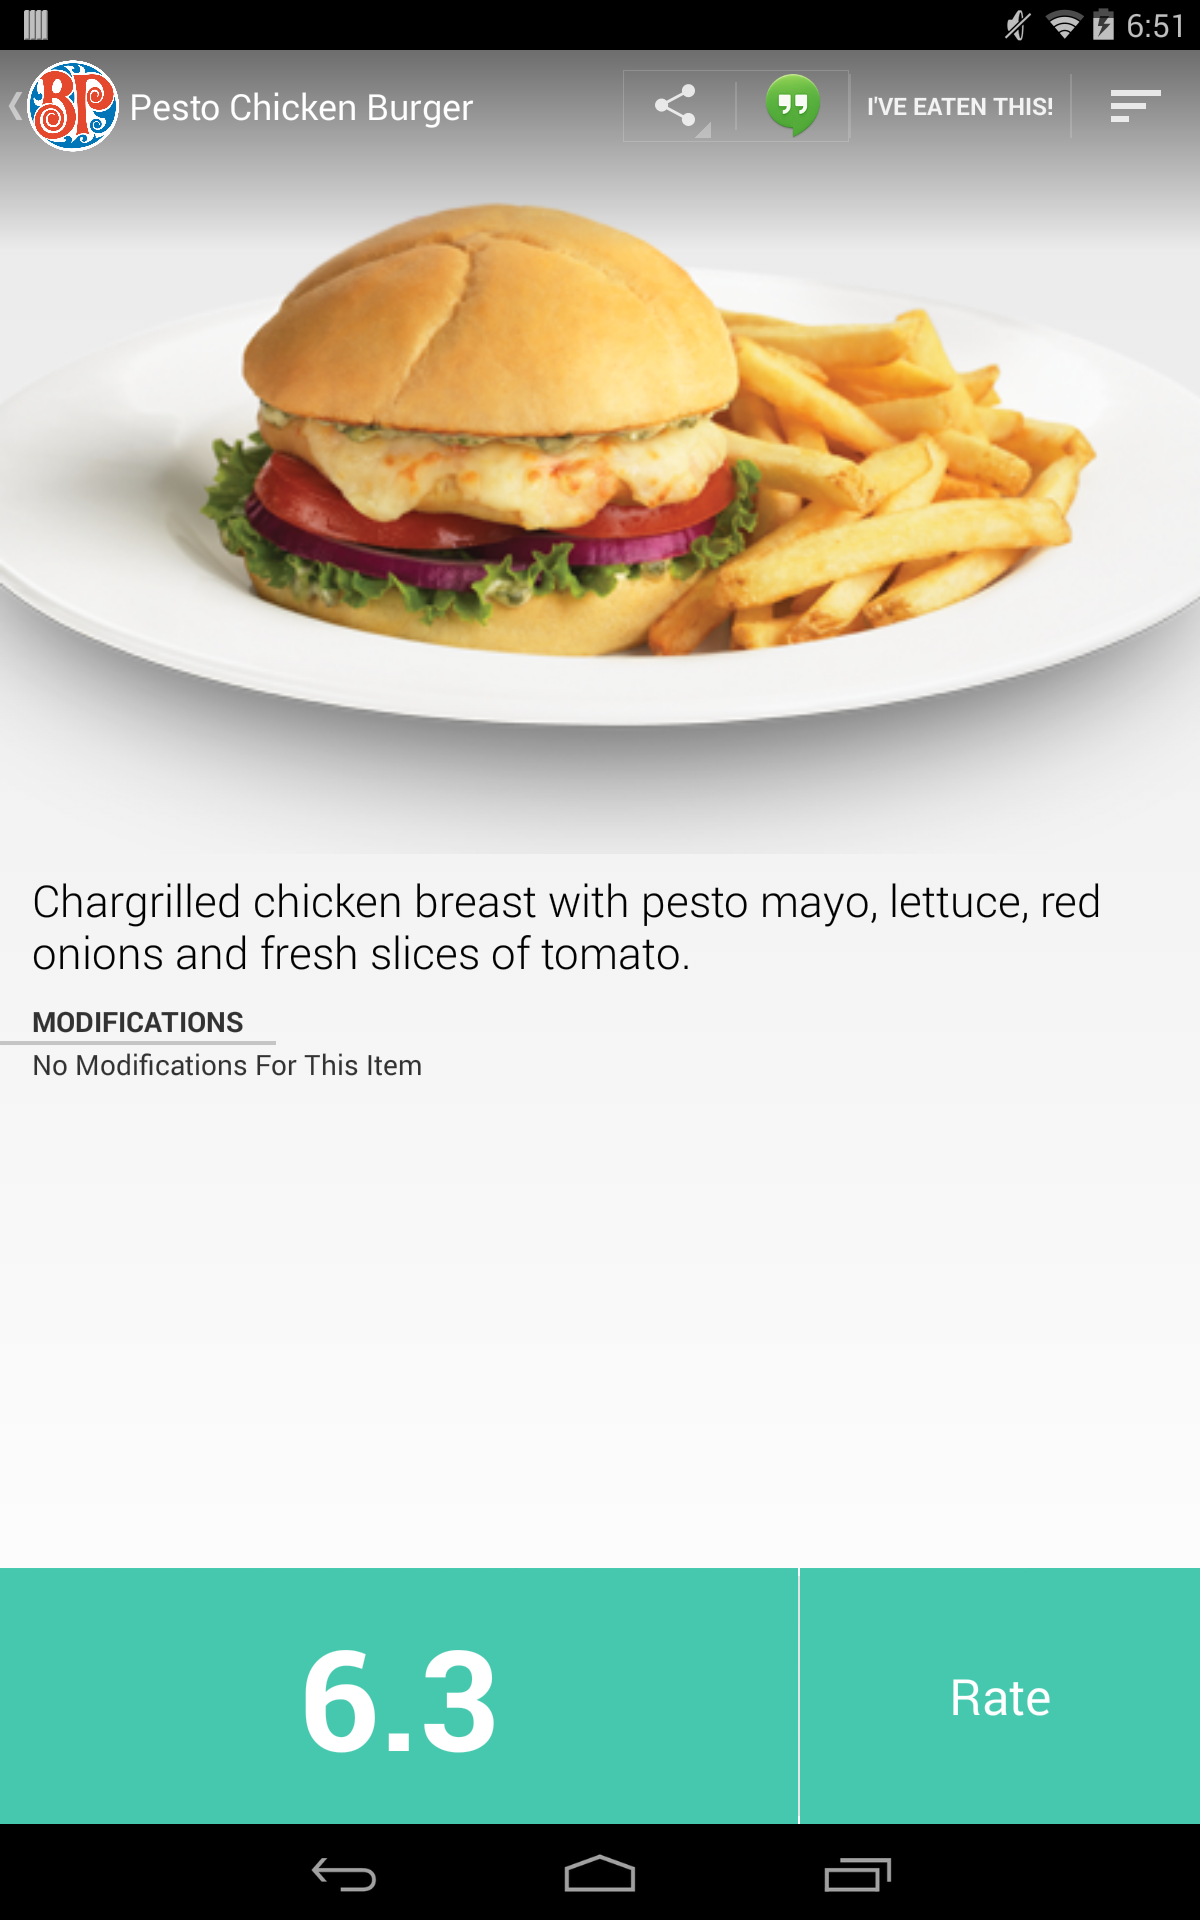 6:51
BP
Pesto Chicken Burger
I'VE EATEN THIS!
Chargrilled chicken breast with pesto mayo, lettuce, red
onions and fresh slices of tomato.
MODIFICATIONS
No Modifications For This Item
6.3
Rate